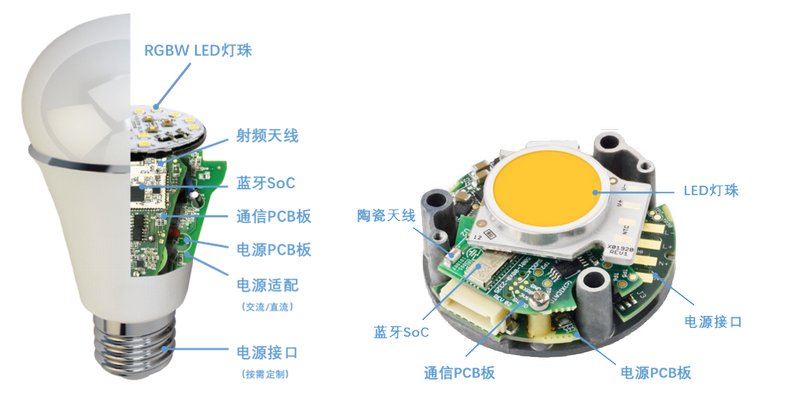 RGBW LED灯珠
射频天线
蓝牙SoC
通信PCB板
电源PCB板
电源适配
(交流/直流)
电源接口
(按需定制)
LED灯珠
陶瓷天线
蓝牙SoC
通信PCB板
电源PCB板
电源接口
X01920
REV1
12